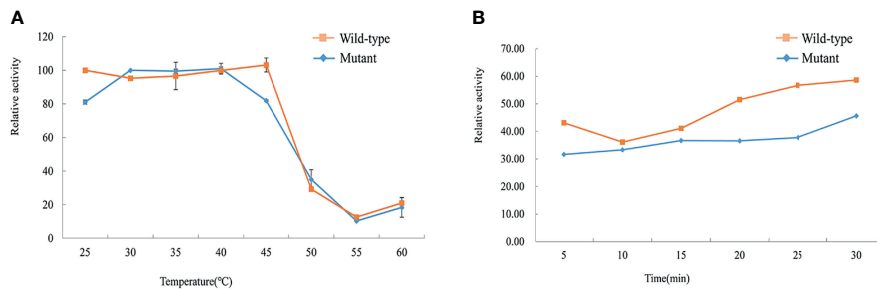 A
Wild-type
Mutant
Relative activity
120
100
80
60
40
20
0
25 30 35 40 45 50 55 60
Temperature(°C)
B
Wild-type
Mutant
Relative activity
70.00
60.00
50.00
40.00
30.00
20.00
10.00
0.00
5 10 15 20 25 30
Time(min)